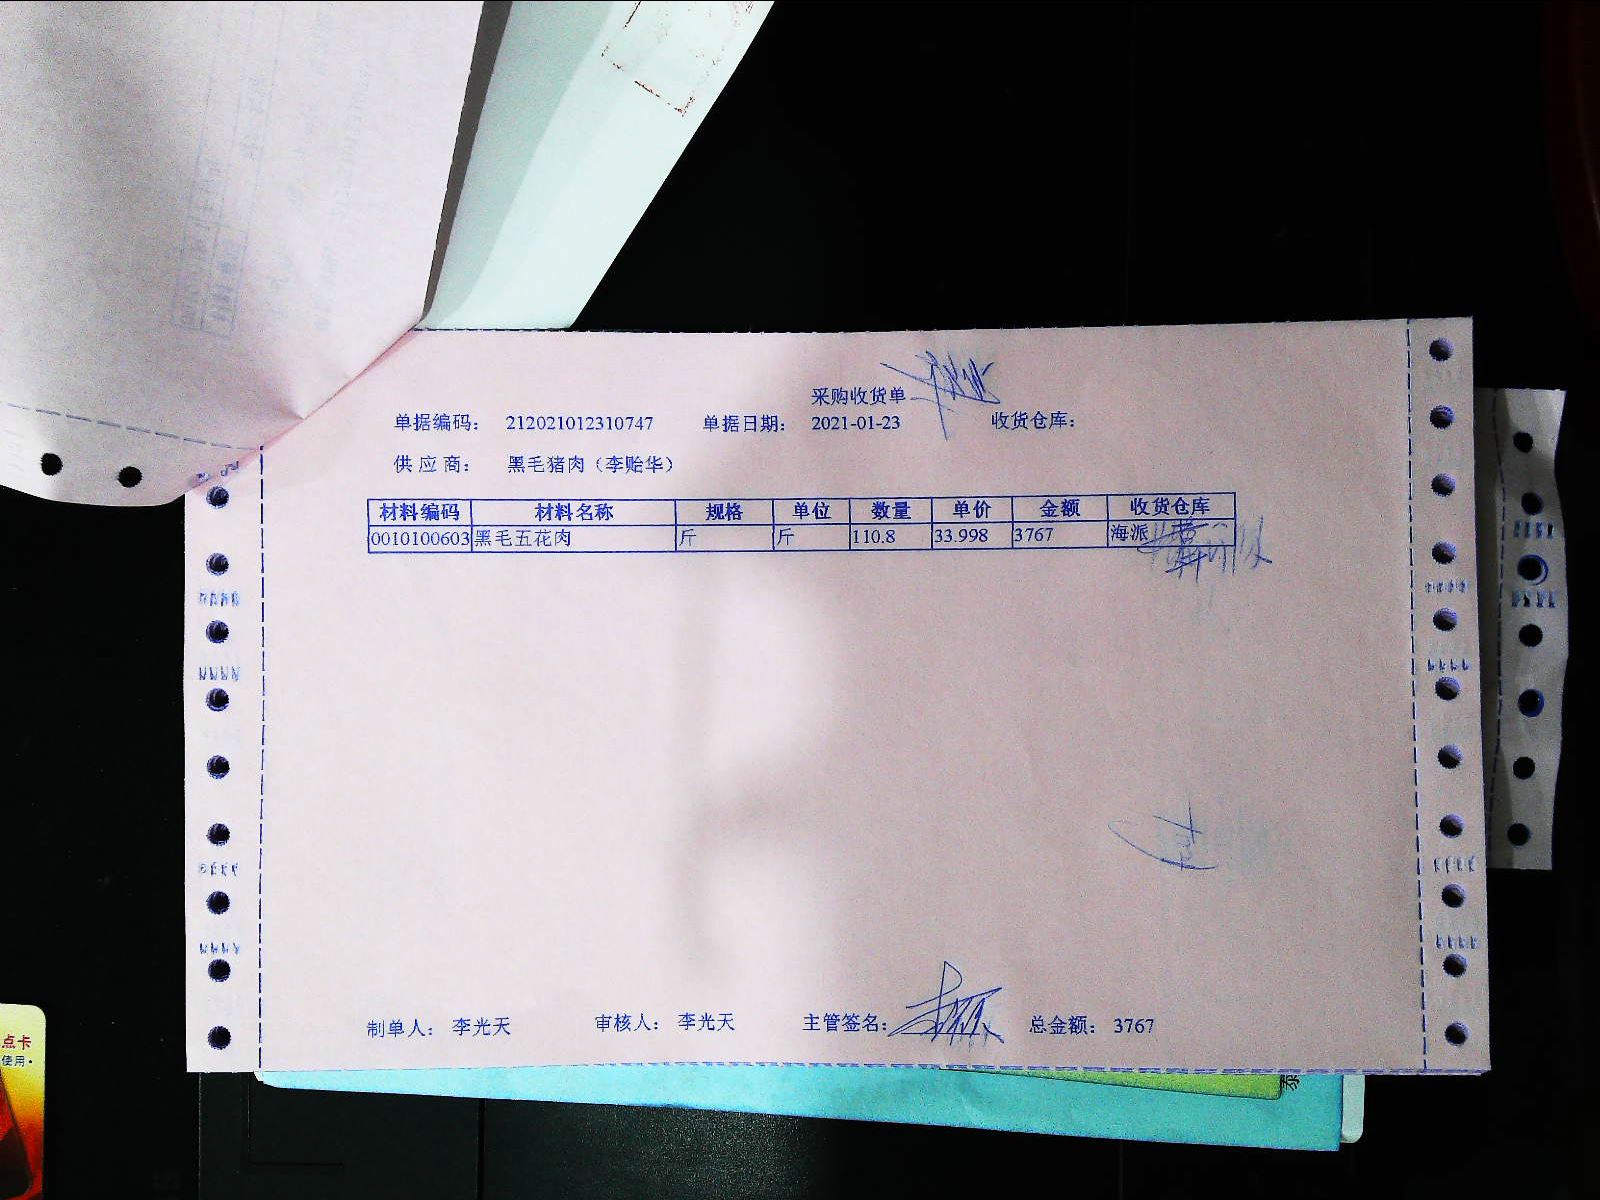 采购收货单
单据编码： 212021012310747 单据日期： 2021-01-23 收货仓库：
供应商： 黑毛猪肉（李贻华）
材料编码 材料名称 规格 单位 数量 单价 金额 收货仓库
0010100603 黑毛五花肉 斤 斤 110.8 33.998 3767 海派
制单人： 李光天 审核人： 李光天 主管签名： 总金额： 3767
点卡
使用·